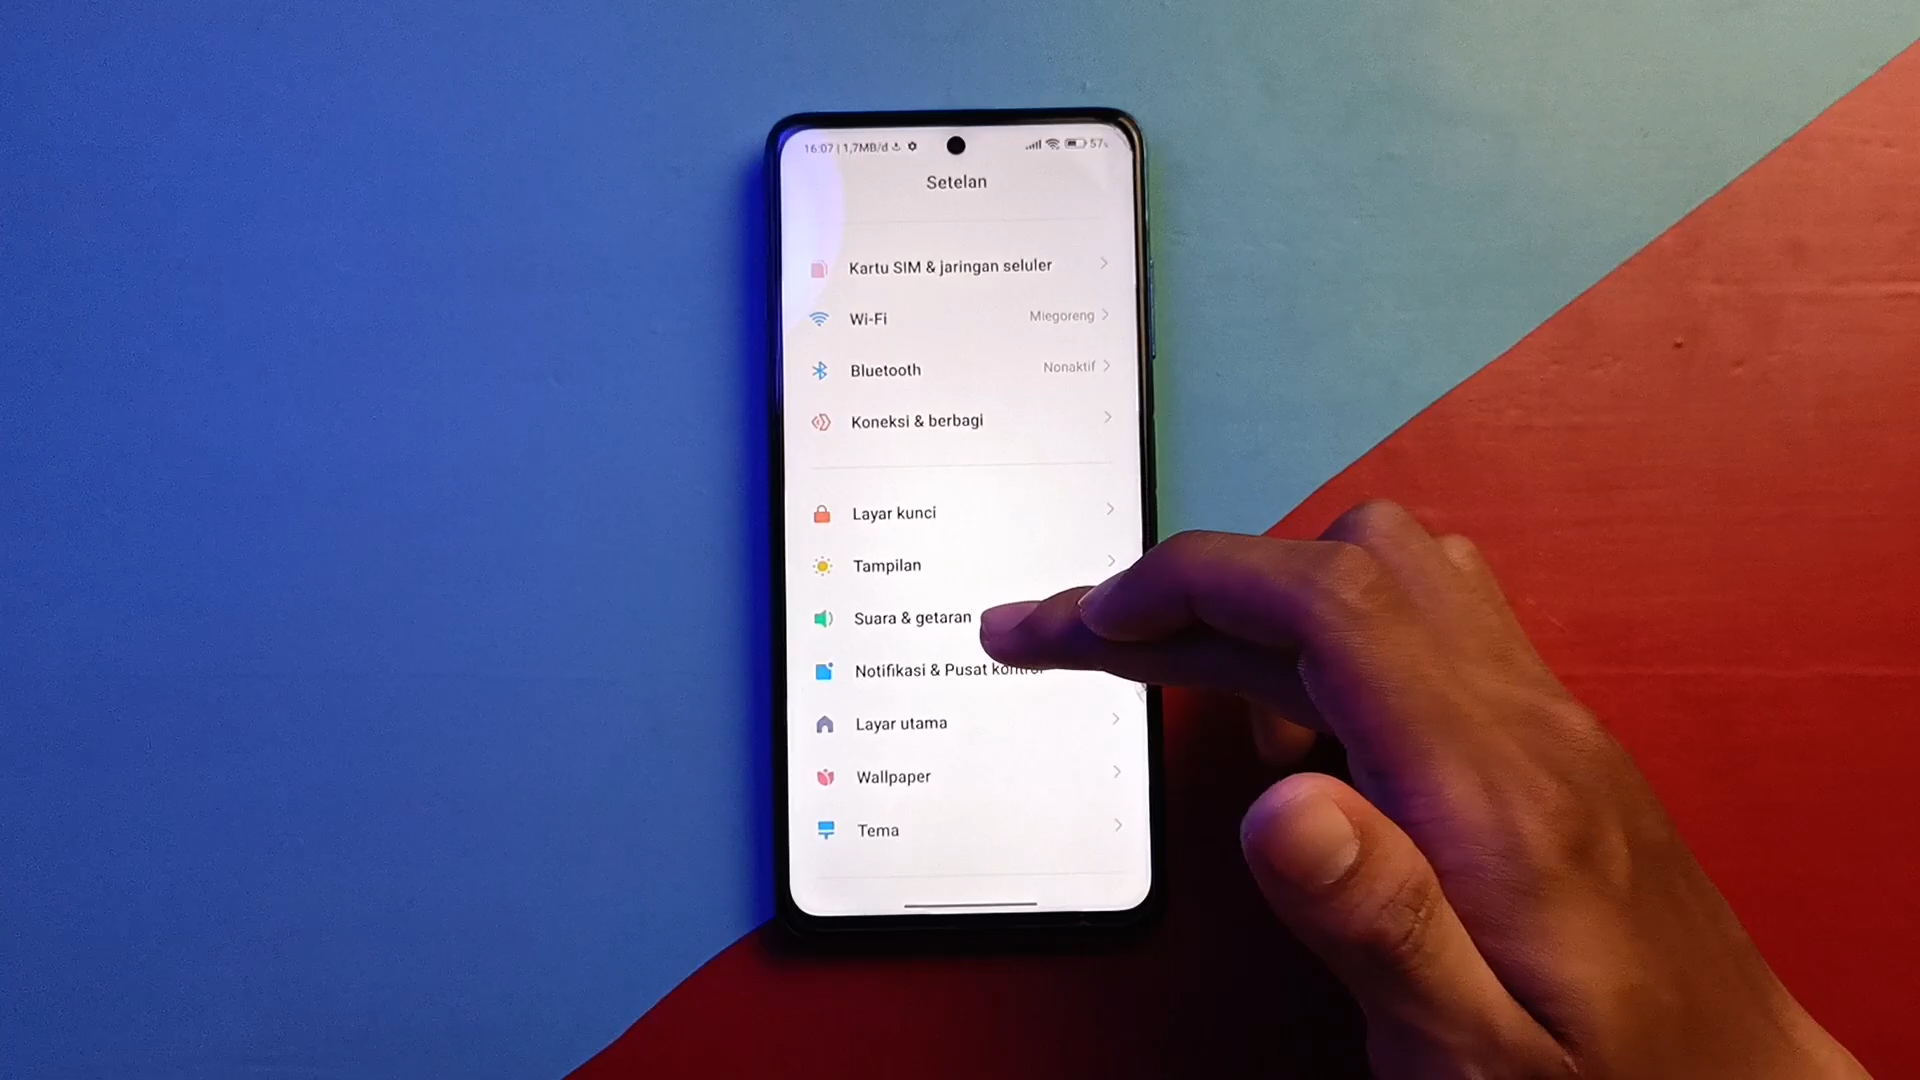 16:07 | 1,7MB/d 57%
Setelan
Kartu SIM & jaringan seluler
Wi-Fi Miegoreng
Bluetooth Nonaktif
Koneksi & berbagi
Layar kunci
Tampilan
Suara & getaran
Notifikasi & Pusat kontrol
Layar utama
Wallpaper
Tema